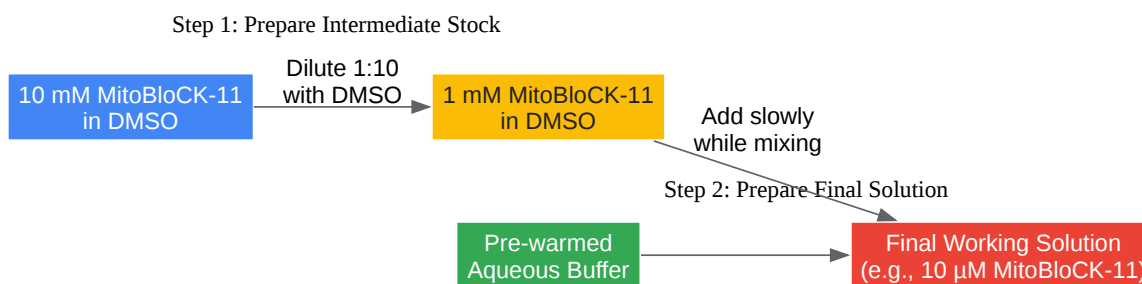 Step 1: Prepare Intermediate Stock
Dilute 1:10
with DMSO
10 mM MitoBloCK-11
in DMSO
1 mM MitoBloCK-11
in DMSO
Add slowly
while mixing
Step 2: Prepare Final Solution
Pre-warmed
Aqueous Buffer
Final Working Solution
(e.g., 10 µM MitoBloCK-11)